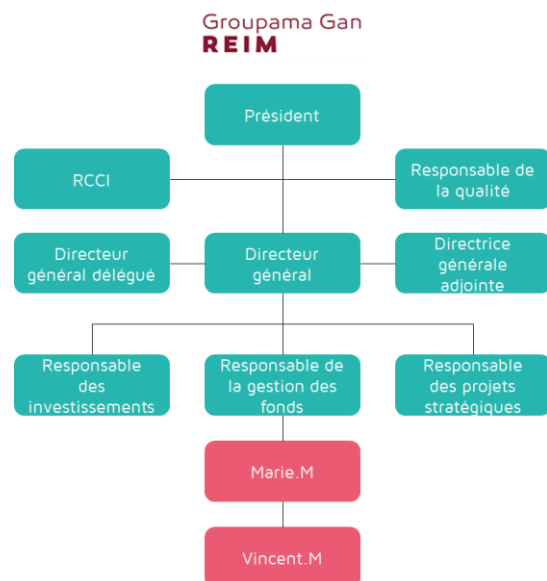 Groupama Gan
REIM
Président
RCCI
Responsable de
la qualité
Directeur
général délégué
Directeur
général
Directrice
générale
adjointe
Responsable
des
investissements
Responsable de
la gestion des
fonds
Responsable
des projets
stratégiques
Marie.M
Vincent.M